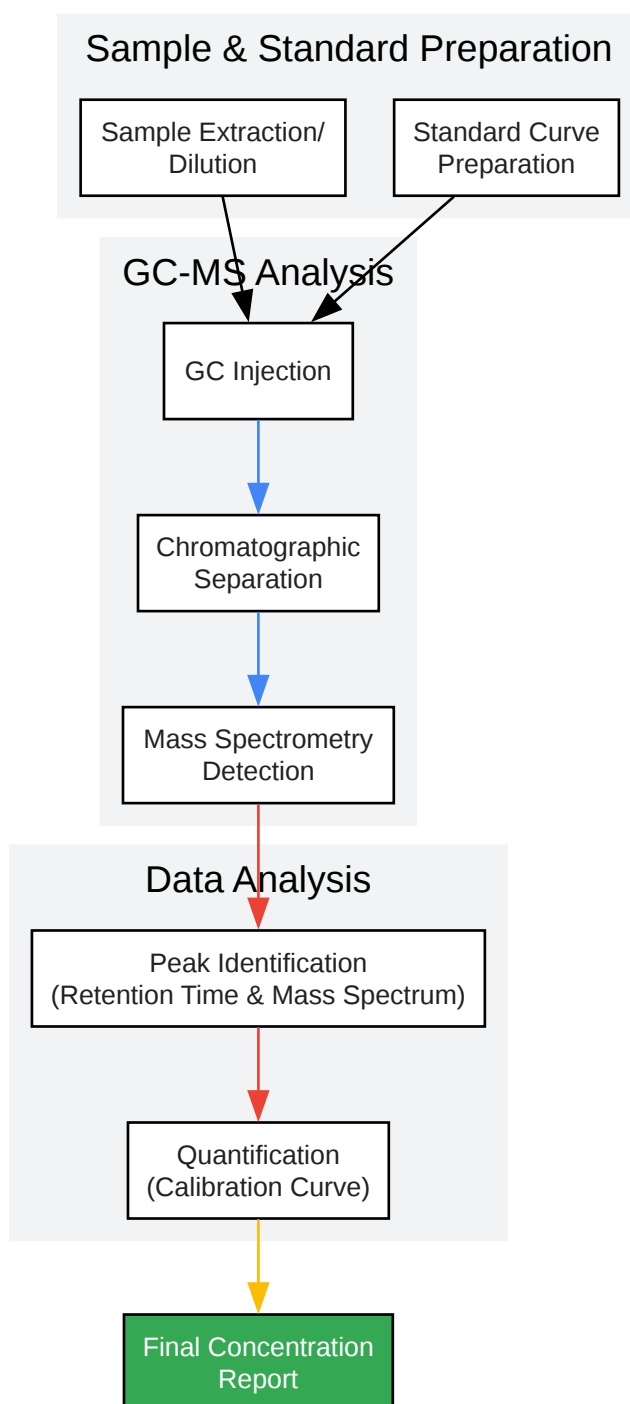 Sample & Standard Preparation
Sample Extraction/
Dilution
Standard Curve
Preparation
GC-MS Analysis
GC Injection
Chromatographic
Separation
Mass Spectrometry
Detection
Data Analysis
Peak Identification
(Retention Time & Mass Spectrum)
Quantification
(Calibration Curve)
Final Concentration
Report